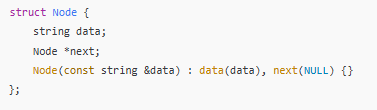 struct Node {
    string data;
    Node *next;
    Node(const string &data) : data(data), next(NULL) {}
};